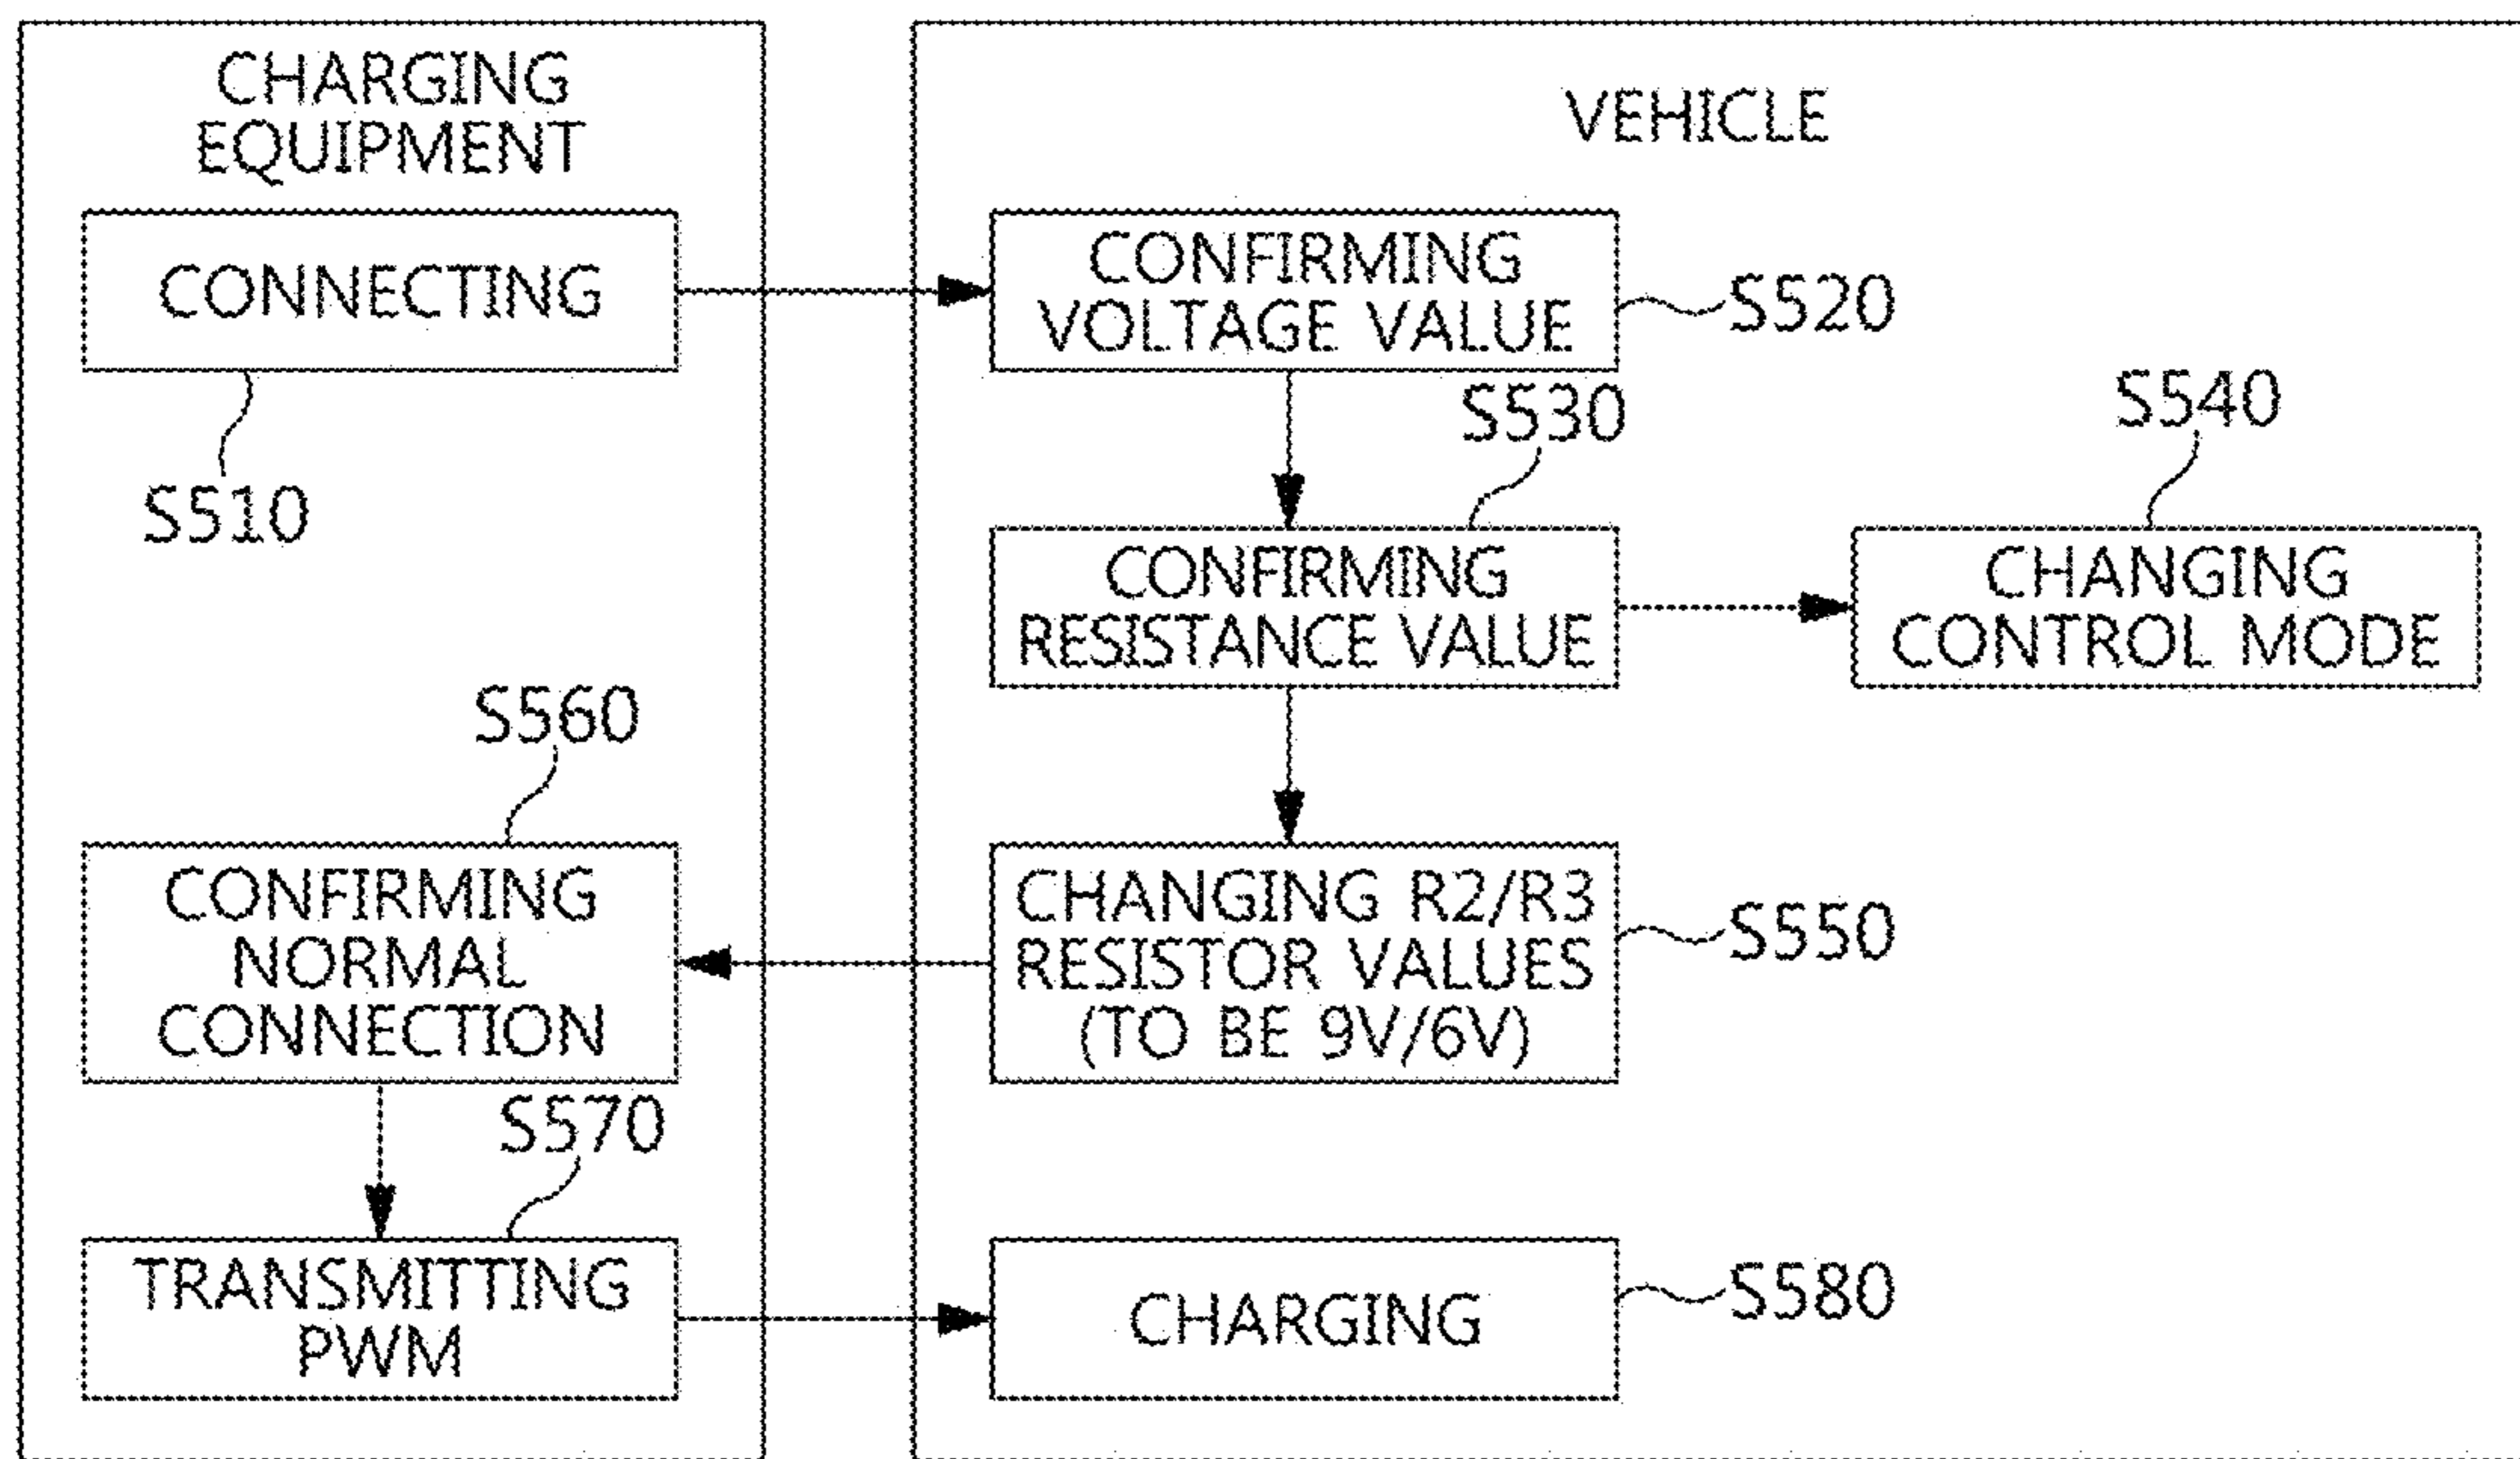 CHARGING
EQUIPMENT
VEHICLE
CONNECTING
S510
CONFIRMING
VOLTAGE VALUE
S520
S530
CONFIRMING
RESISTANCE VALUE
S540
CHANGING
CONTROL MODE
CHANGING R2/R3
RESISTOR VALUES
(TO BE 9V/6V)
S550
S560
CONFIRMING
NORMAL
CONNECTION
S570
TRANSMITTING
PWM
CHARGING
S580